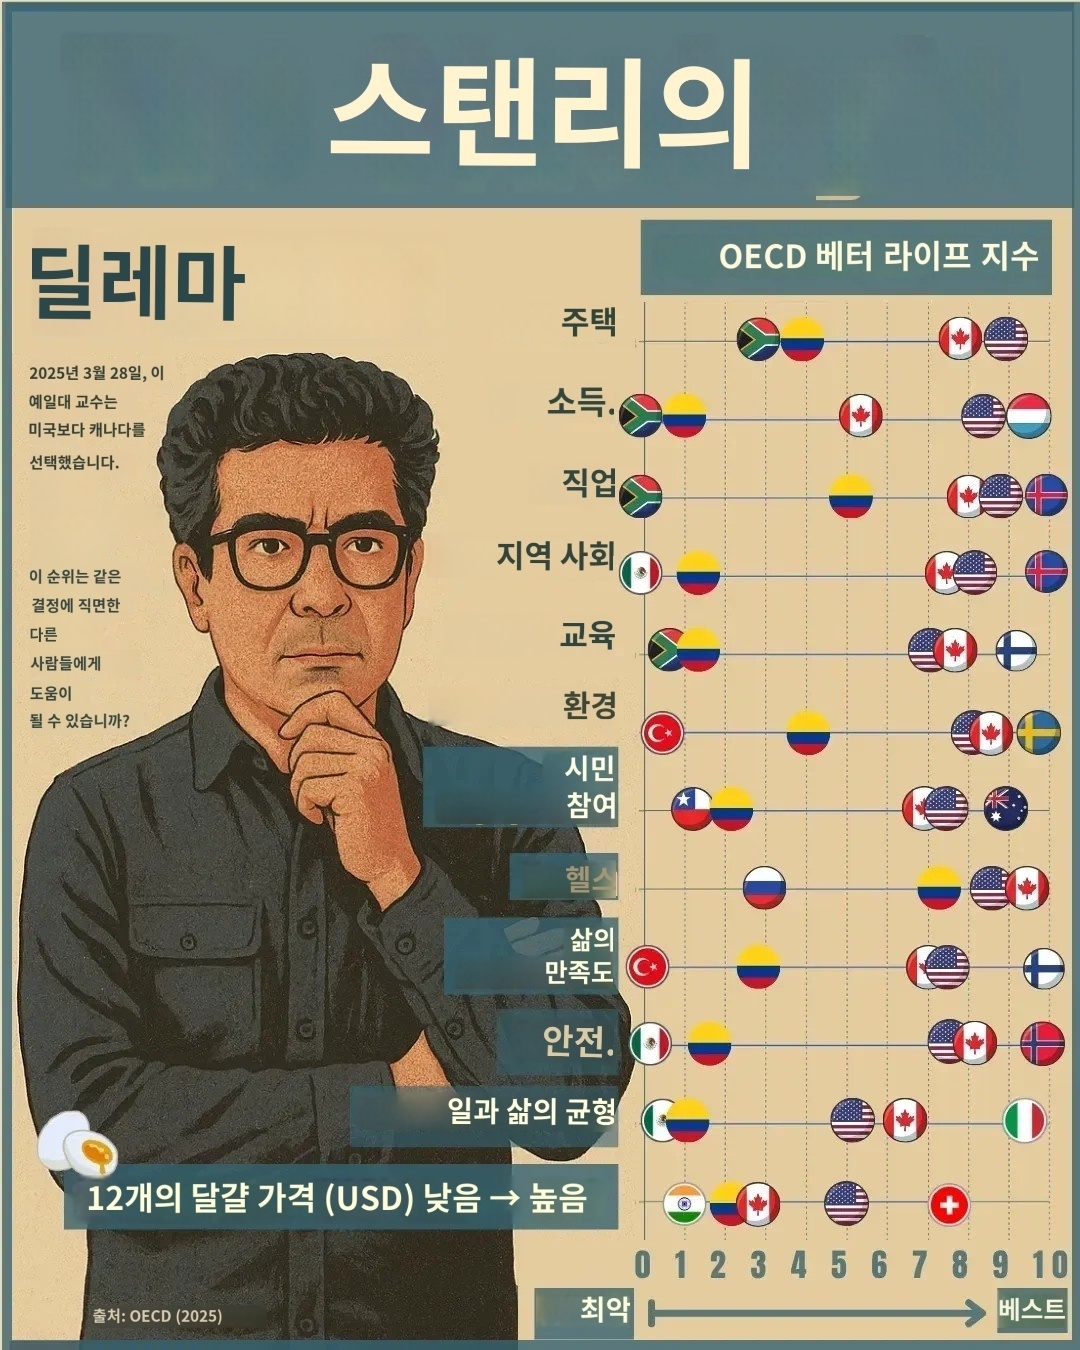 스탠리의
딜레마
2025년 3월 28일, 이
예일대 교수는
미국보다 캐나다를
선택했습니다.
이 순위는 같은
결정에 직면한
다른
사람들에게
도움이
될 수 있습니까?
OECD 베터 라이프 지수
주택
소득.
직업
지역 사회
교육
환경
시민
참여
헬스
삶의
만족도
안전.
일과 삶의 균형
12개의 달걀 가격 (USD) 낮음 → 높음
0 1 2 3 4 5 6 7 8 9 10
최악
베스트
출처: OECD (2025)